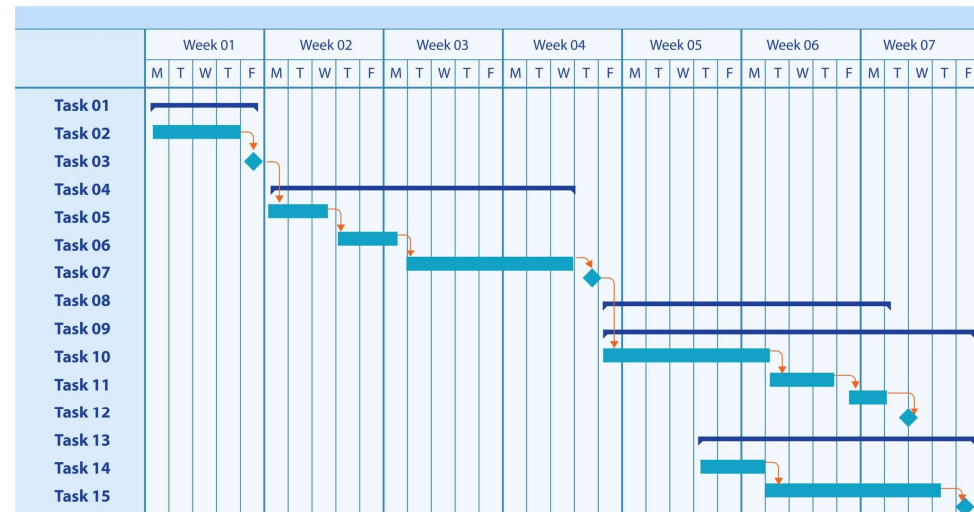 Week 01 Week 02 Week 03 Week 04 Week 05 Week 06 Week 07
M T W T F M T W T F M T W T F M T W T F M T W T F M T W T F M T W T F
Task 01
Task 02
Task 03
Task 04
Task 05
Task 06
Task 07
Task 08
Task 09
Task 10
Task 11
Task 12
Task 13
Task 14
Task 15